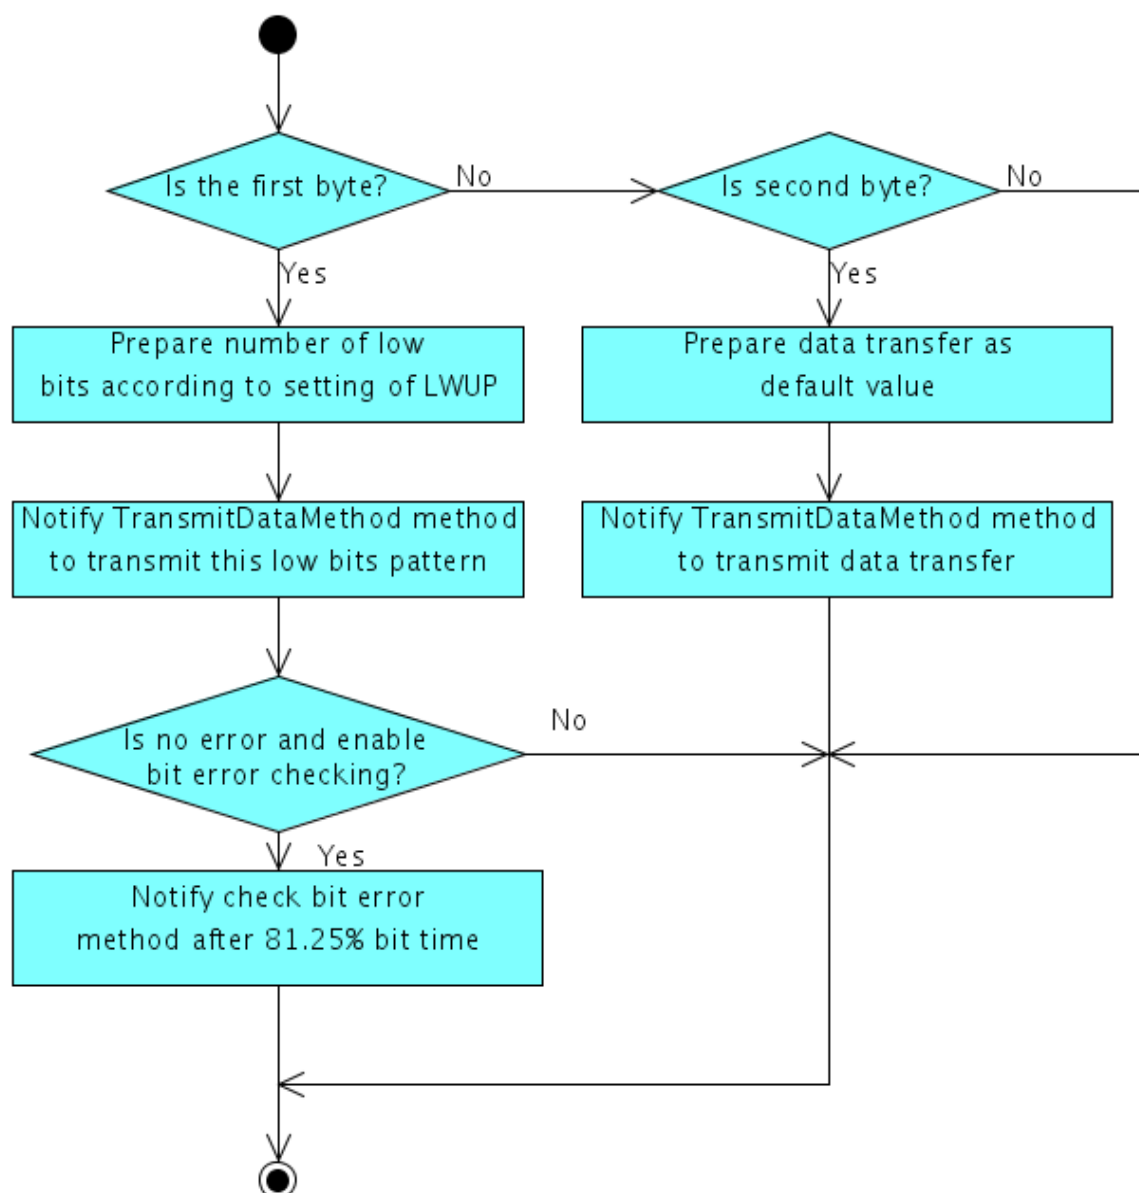 Is the first byte?
No
Is second byte?
No
Yes
Yes
Prepare number of low
bits according to setting of LWUP
Prepare data transfer as
default value
Notify TransmitDataMethod method
to transmit this low bits pattern
Notify TransmitDataMethod method
to transmit data transfer
Is no error and enable
bit error checking?
No
Yes
Notify check bit error
method after 81.25% bit time